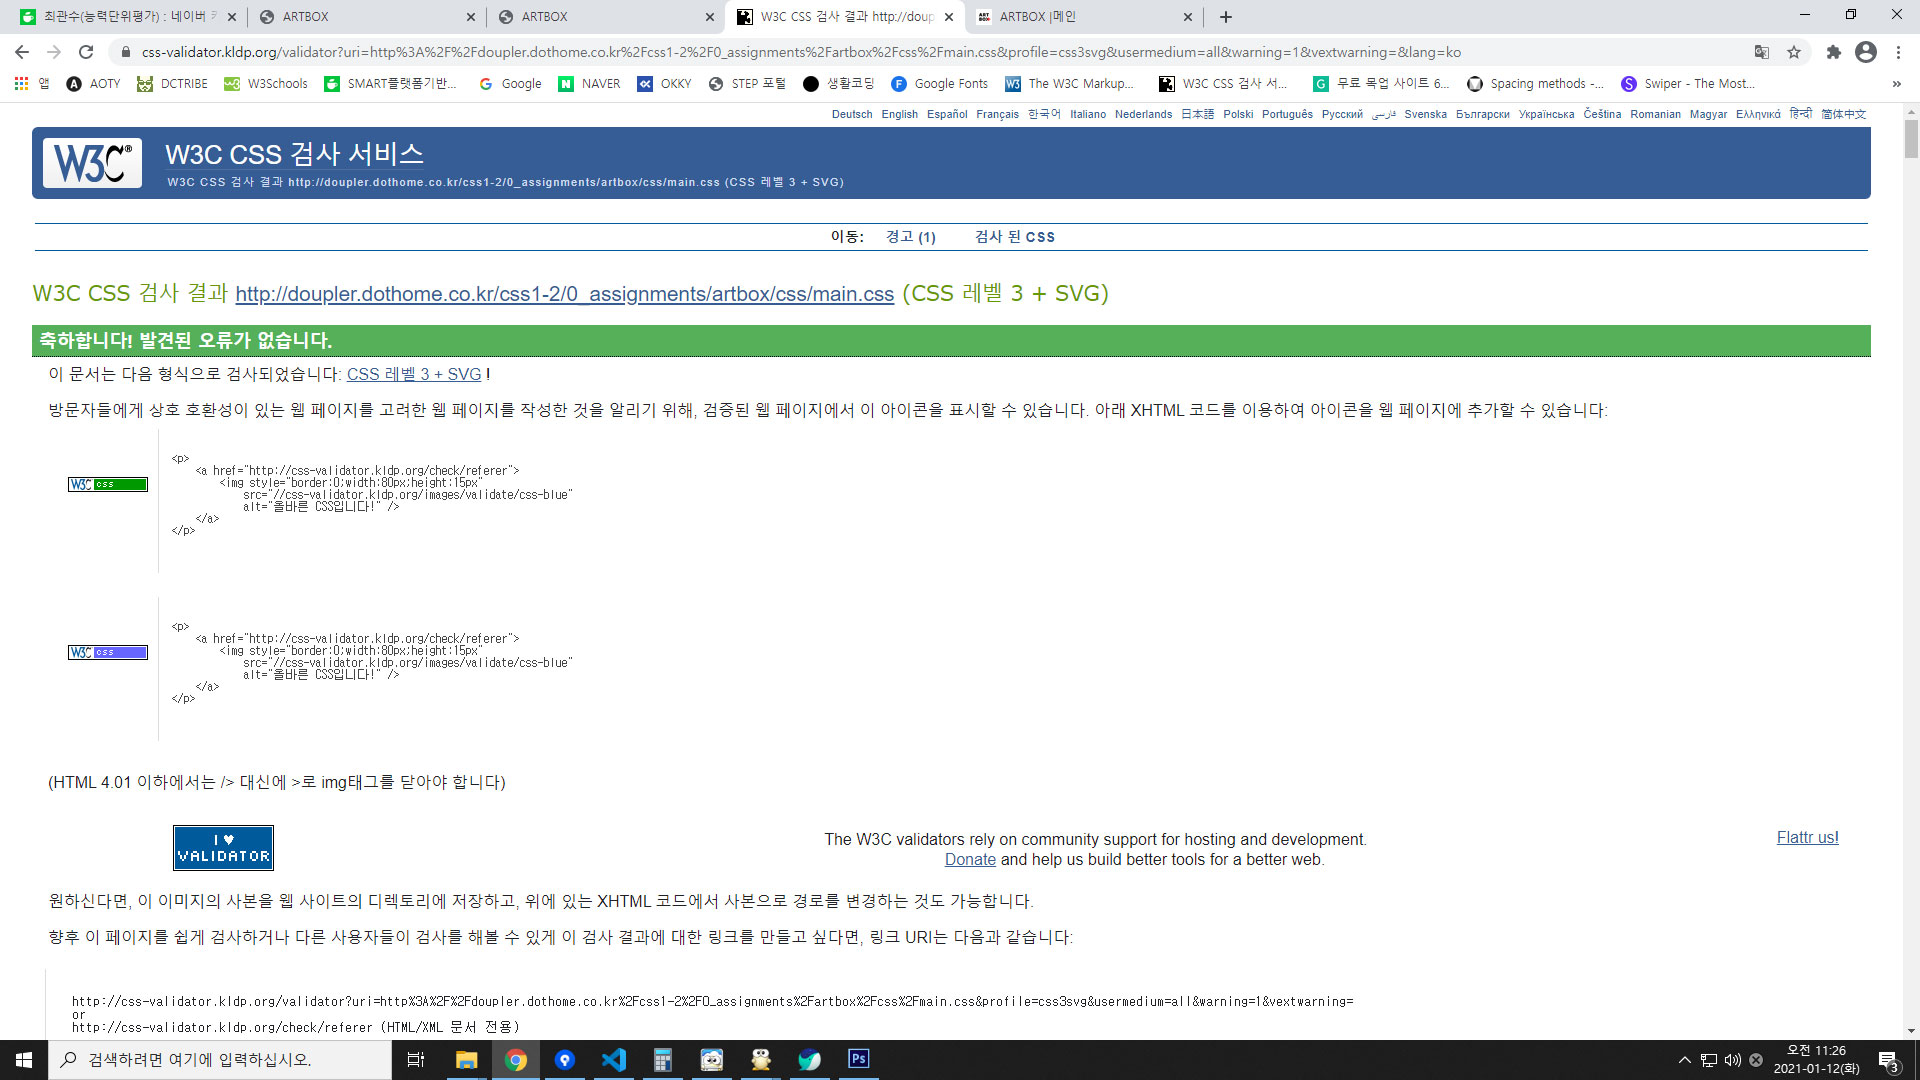 최관수(능력단위평가) : 네이버 카
ARTBOX
ARTBOX
W3C CSS 검사 결과 http://doup
ARTBOX |메인
css-validator.kldp.org/validator?uri=http%3A%2F%2Fdoupler.dothome.co.kr%2Fcss1-2%2F0_assignments%2Fartbox%2Fcss%2Fmain.css&profile=css3svg&usermedium=all&warning=1&vextwarning=&lang=ko
앱 AOTY DCTRIBE W3Schools SMART플랫폼기반... Google NAVER OKKY STEP 포털 생활코딩 Google Fonts The W3C Markup... W3C CSS 검사 서... 무료 목업 사이트 6... Spacing methods -... Swiper - The Most... »
Deutsch English Español Français 한국어 Italiano Nederlands 日本語 Polski Português Русский فارسی Svenska Български Українська Čeština Romanian Magyar Ελληνικά हिन्दी 简体中文
W3C® W3C CSS 검사 서비스
W3C CSS 검사 결과 http://doupler.dothome.co.kr/css1-2/0_assignments/artbox/css/main.css (CSS 레벨 3 + SVG)
이동: 경고 (1) 검사 된 CSS
W3C CSS 검사 결과 http://doupler.dothome.co.kr/css1-2/0_assignments/artbox/css/main.css (CSS 레벨 3 + SVG)
축하합니다! 발견된 오류가 없습니다.
이 문서는 다음 형식으로 검사되었습니다: CSS 레벨 3 + SVG !
방문자들에게 상호 호환성이 있는 웹 페이지를 고려한 웹 페이지를 작성한 것을 알리기 위해, 검증된 웹 페이지에서 이 아이콘을 표시할 수 있습니다. 아래 XHTML 코드를 이용하여 아이콘을 웹 페이지에 추가할 수 있습니다:
W3C css
<p>
<a href="http://css-validator.kldp.org/check/referer">
<img style="border:0;width:80px;height:15px"
src="//css-validator.kldp.org/images/validate/css-blue"
alt="올바른 CSS입니다!" />
</a>
</p>
W3C css
<p>
<a href="http://css-validator.kldp.org/check/referer">
<img style="border:0;width:80px;height:15px"
src="//css-validator.kldp.org/images/validate/css-blue"
alt="올바른 CSS입니다!" />
</a>
</p>
(HTML 4.01 이하에서는 /> 대신에 >로 img태그를 닫아야 합니다)
I ♥
VALIDATOR
The W3C validators rely on community support for hosting and development.
Donate and help us build better tools for a better web.
Flattr us!
원하신다면, 이 이미지의 사본을 웹 사이트의 디렉토리에 저장하고, 위에 있는 XHTML 코드에서 사본으로 경로를 변경하는 것도 가능합니다.
향후 이 페이지를 쉽게 검사하거나 다른 사용자들이 검사를 해볼 수 있게 이 검사 결과에 대한 링크를 만들고 싶다면, 링크 URI는 다음과 같습니다:
http://css-validator.kldp.org/validator?uri=http%3A%2F%2Fdoupler.dothome.co.kr%2Fcss1-2%2F0_assignments%2Fartbox%2Fcss%2Fmain.css&profile=css3svg&usermedium=all&warning=1&vextwarning=
or
http://css-validator.kldp.org/check/referer (HTML/XML 문서 전용)
검색하려면 여기에 입력하십시오.
Ps
오전 11:26
2021-01-12(화)
3